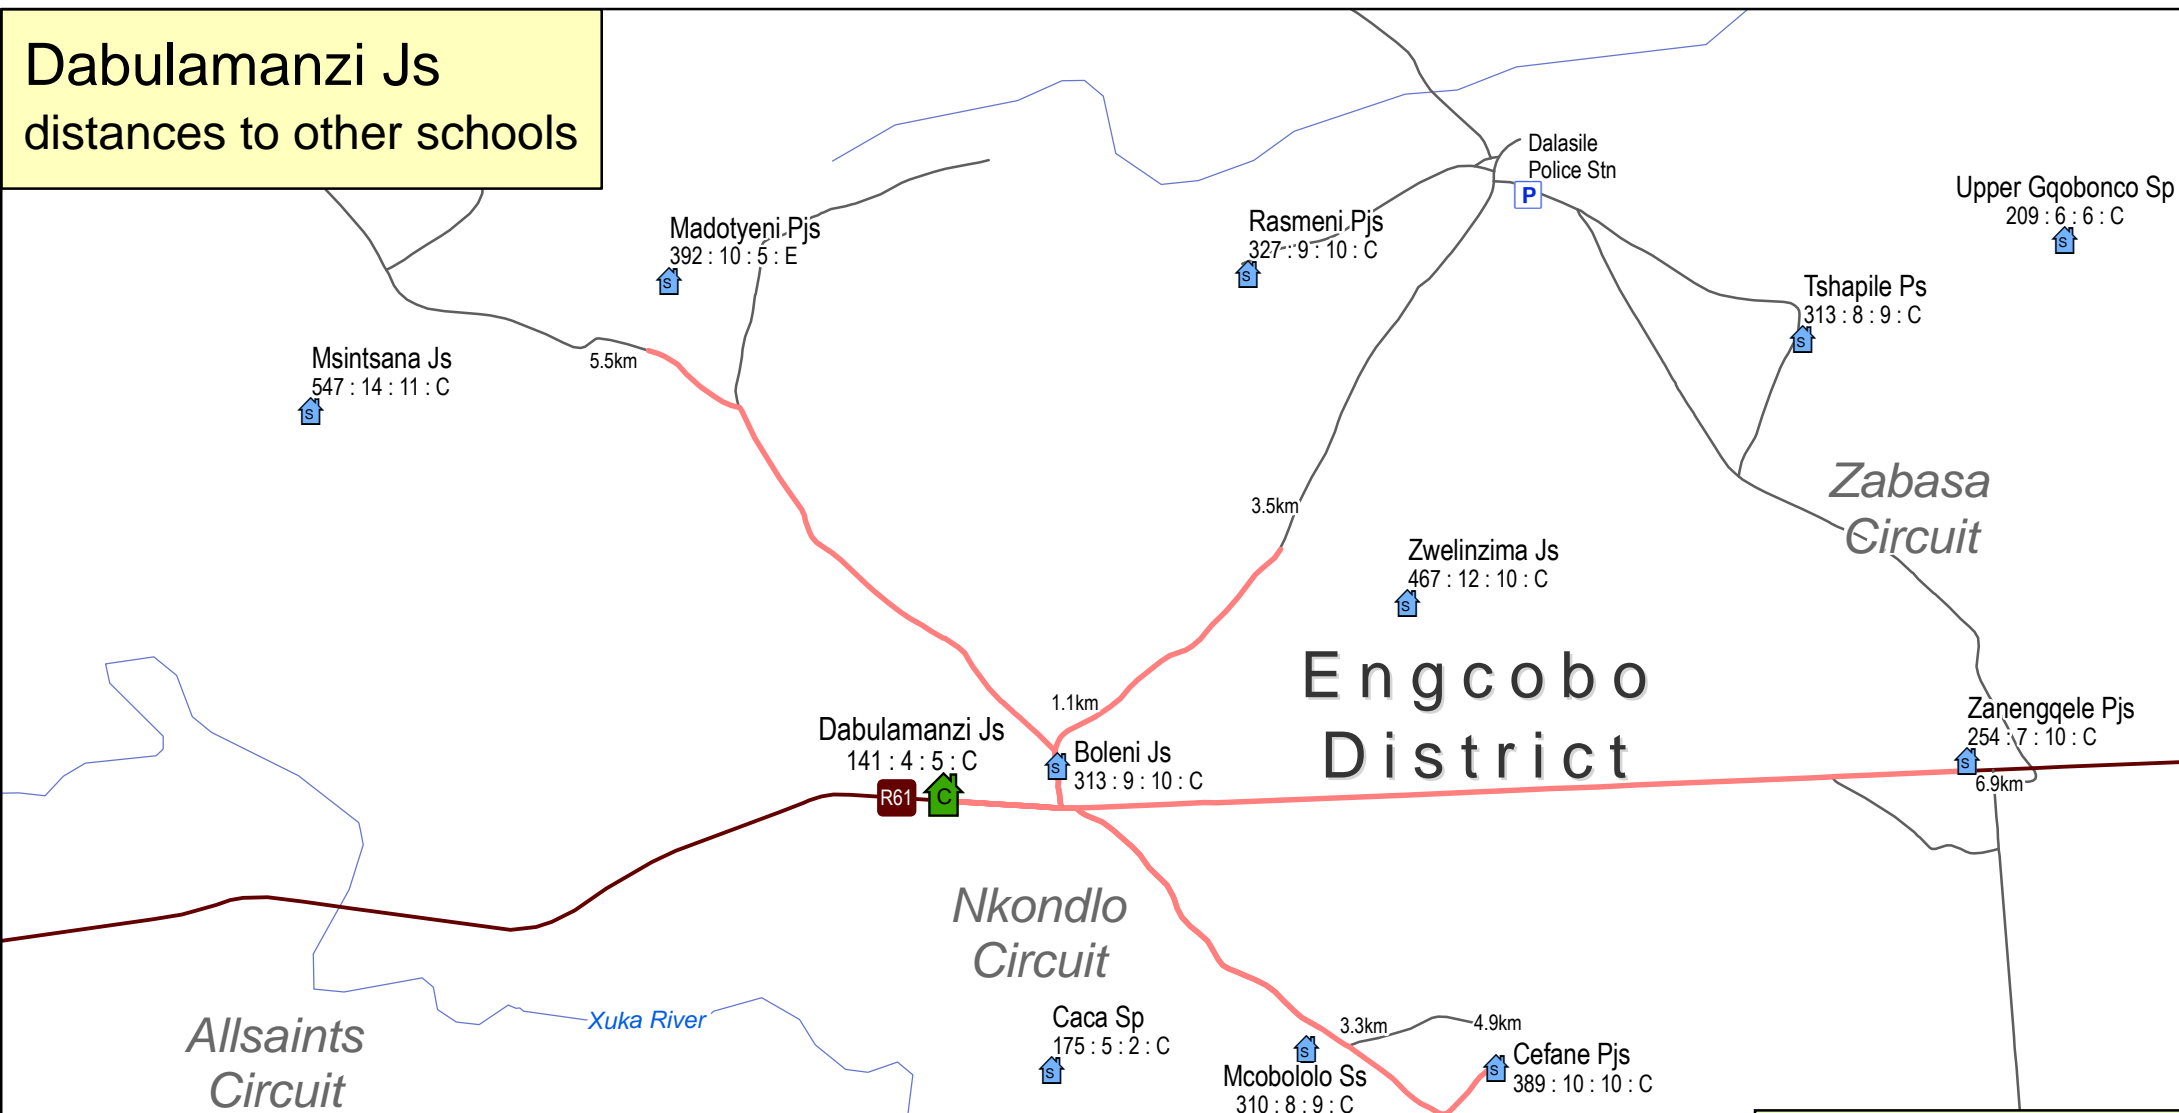 Dabulamanzi Js
distances to other schools
Dalasile
Police Stn
P
Upper Gqobonco Sp
209 : 6 : 6 : C
S
Madotyeni Pjs
392 : 10 : 5 : E
S
Rasmeni Pjs
327 : 9 : 10 : C
S
Tshapile Ps
313 : 8 : 9 : C
S
Msintsana Js
547 : 14 : 11 : C
S
5.5km
3.5km
Zabasa
Circuit
Zwelinzima Js
467 : 12 : 10 : C
S
Engcobo
District
1.1km
Dabulamanzi Js
141 : 4 : 5 : C
R61
C
Boleni Js
313 : 9 : 10 : C
S
Zanengqele Pjs
254 : 7 : 10 : C
S
6.9km
Nkondlo
Circuit
Allsaints
Circuit
Xuka River
Caca Sp
175 : 5 : 2 : C
S
3.3km
4.9km
S
Mcobololo Ss
310 : 8 : 9 : C
S
Cefane Pjs
389 : 10 : 10 : C